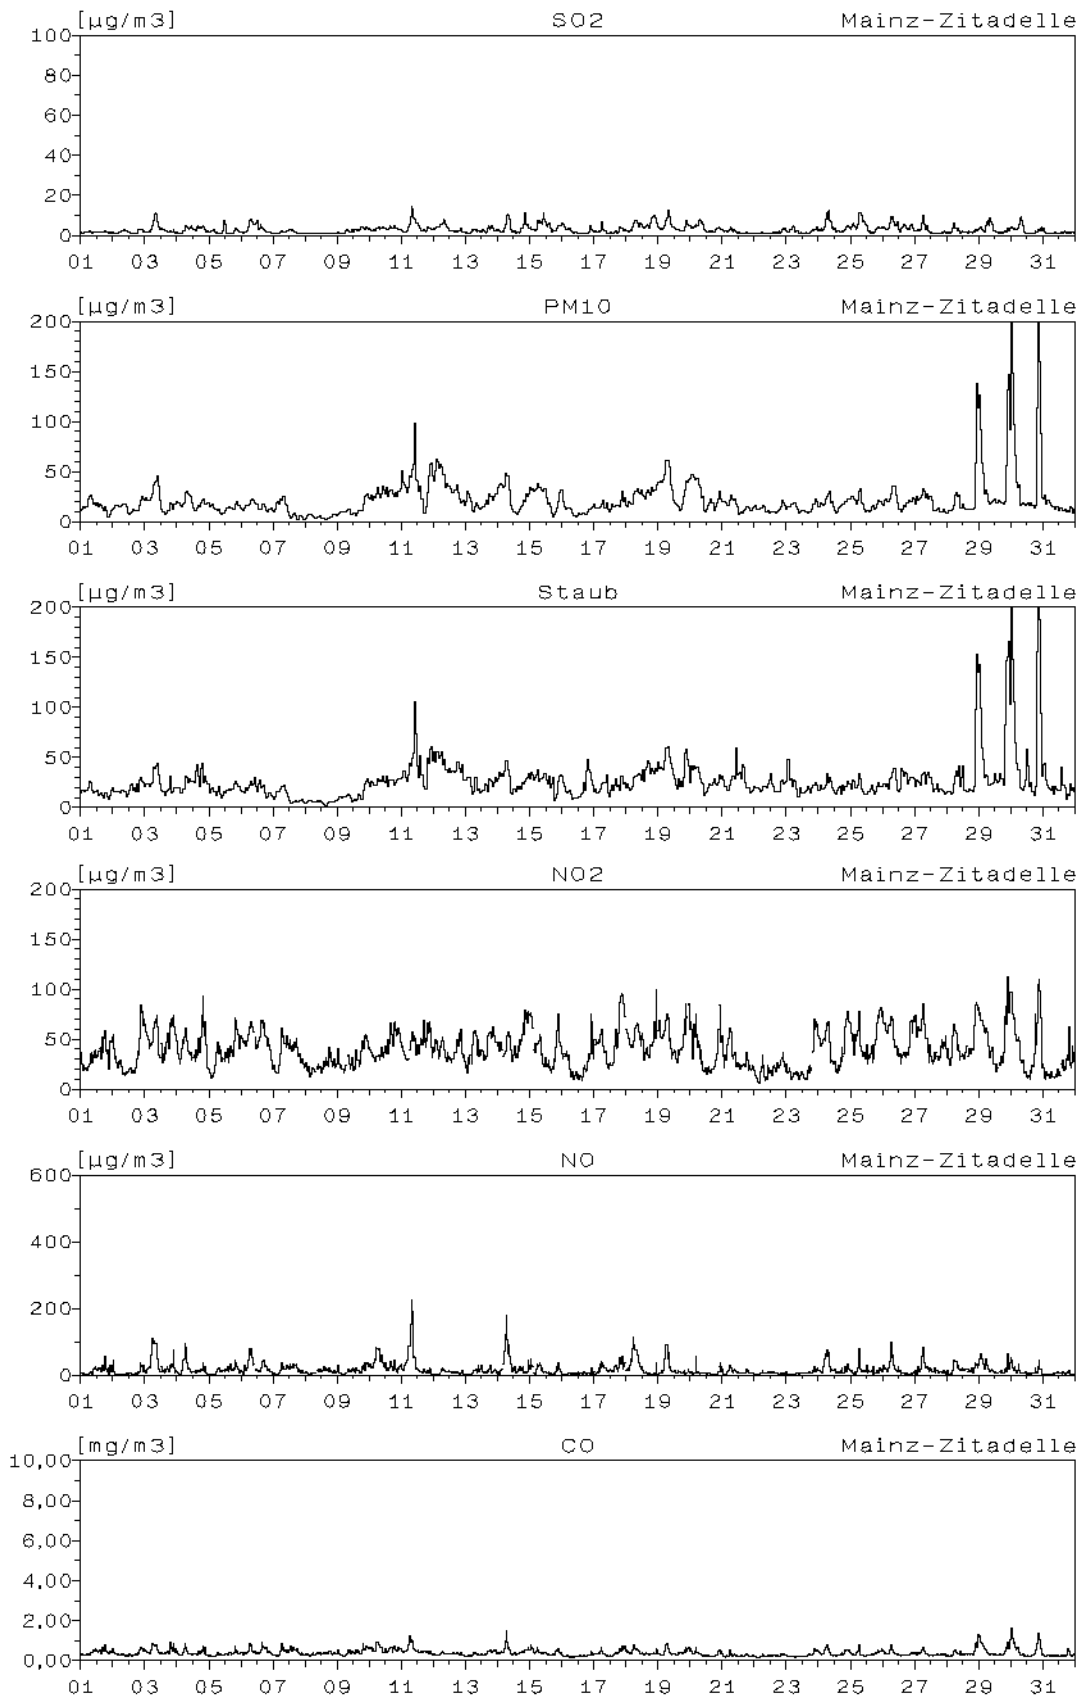 [µg/m3] SO2 Mainz-Zitadelle
100
80
60
40
20
0
01 03 05 07 09 11 13 15 17 19 21 23 25 27 29 31
[µg/m3] PM10 Mainz-Zitadelle
200
150
100
50
0
01 03 05 07 09 11 13 15 17 19 21 23 25 27 29 31
[µg/m3] Staub Mainz-Zitadelle
200
150
100
50
0
01 03 05 07 09 11 13 15 17 19 21 23 25 27 29 31
[µg/m3] NO2 Mainz-Zitadelle
200
150
100
50
0
01 03 05 07 09 11 13 15 17 19 21 23 25 27 29 31
[µg/m3] NO Mainz-Zitadelle
600
400
200
0
01 03 05 07 09 11 13 15 17 19 21 23 25 27 29 31
[mg/m3] CO Mainz-Zitadelle
10,00
8,00
6,00
4,00
2,00
0,00
01 03 05 07 09 11 13 15 17 19 21 23 25 27 29 31